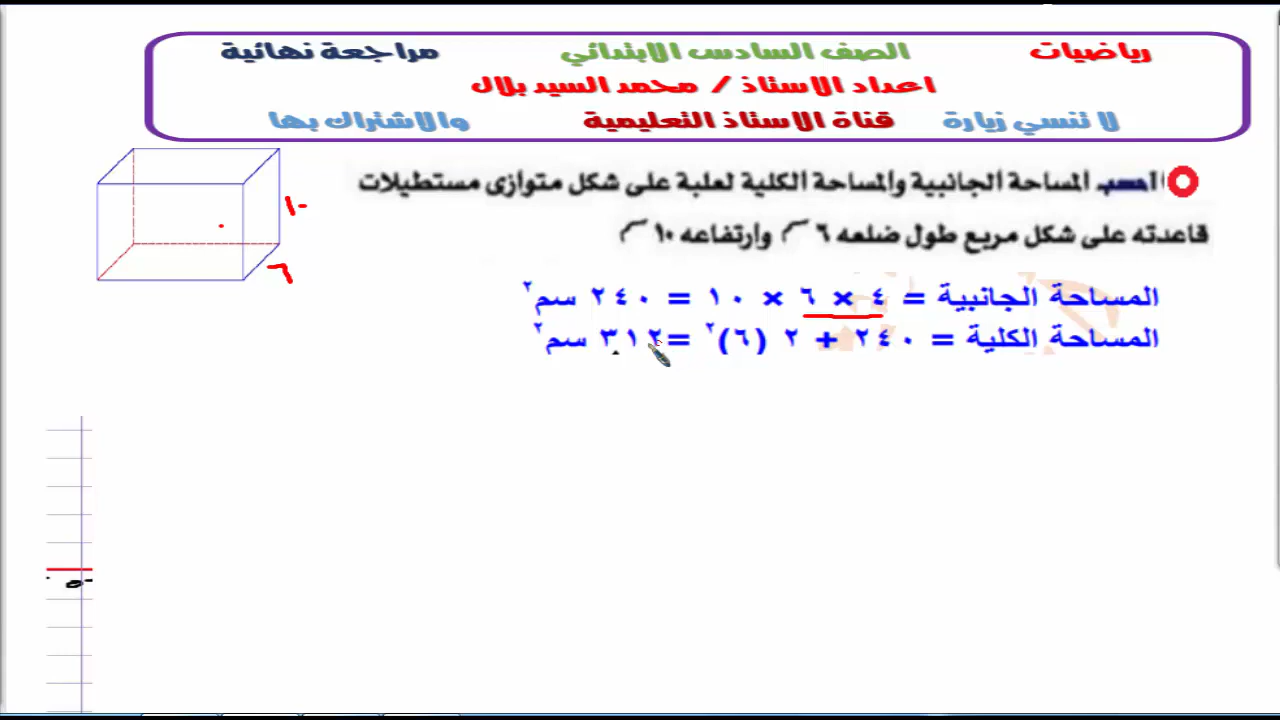 رياضيات الصف السادس الابتدائي مراجعة نهائية
اعداد الاستاذ / محمد السيد بلال
لا تنسي زيارة قناة الاستاذ التعليمية والاشتراك بها
احسب المساحة الجانبية والمساحة الكلية لعلبة على شكل متوازى مستطيلات
قاعدته على شكل مربع طول ضلعه ٦ سم وارتفاعه ١٠ سم
١٠
٦
المساحة الجانبية = ٤ × ٦ × ١٠ = ٢٤٠ سم٢
المساحة الكلية = ٢٤٠ + ٢ (٦)٢ = ٣١٢ سم٢